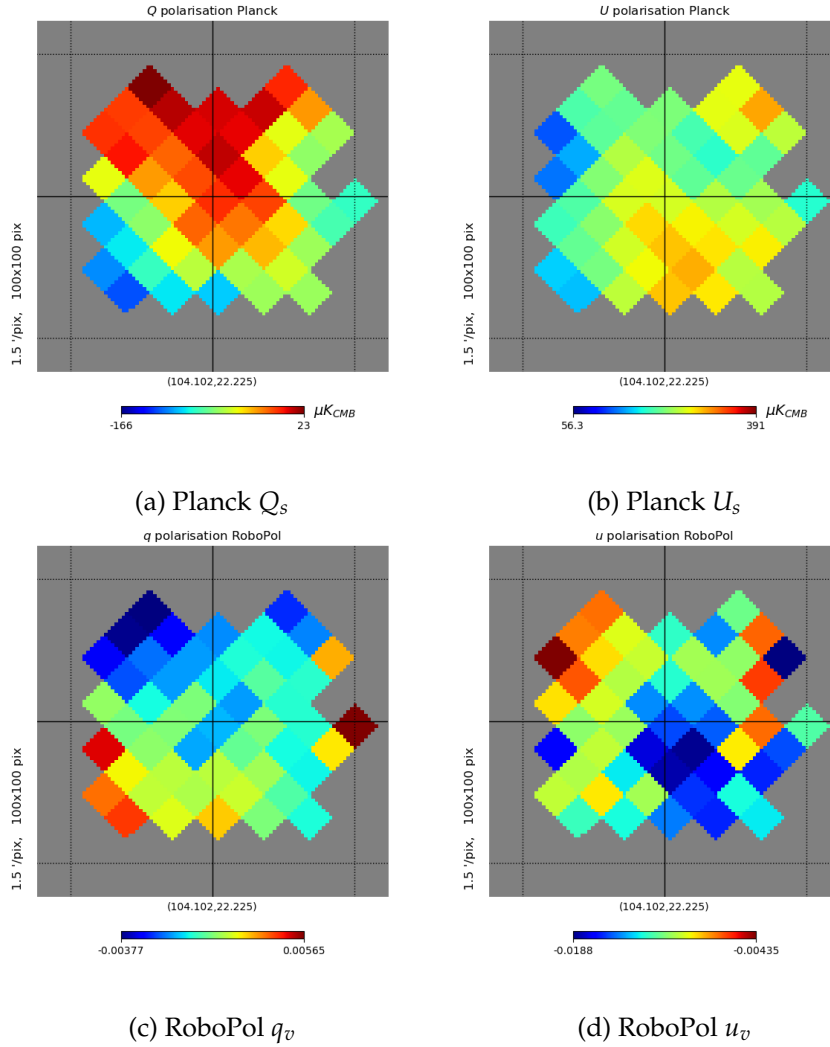 Q polarisation Planck
1.5 '/pix, 100x100 pix
(104.102,22.225)
μK_CMB
-166 23
(a) Planck Q_s
U polarisation Planck
1.5 '/pix, 100x100 pix
(104.102,22.225)
μK_CMB
56.3 391
(b) Planck U_s
q polarisation RoboPol
1.5 '/pix, 100x100 pix
(104.102,22.225)
-0.00377 0.00565
(c) RoboPol q_v
u polarisation RoboPol
1.5 '/pix, 100x100 pix
(104.102,22.225)
-0.0188 -0.00435
(d) RoboPol u_v